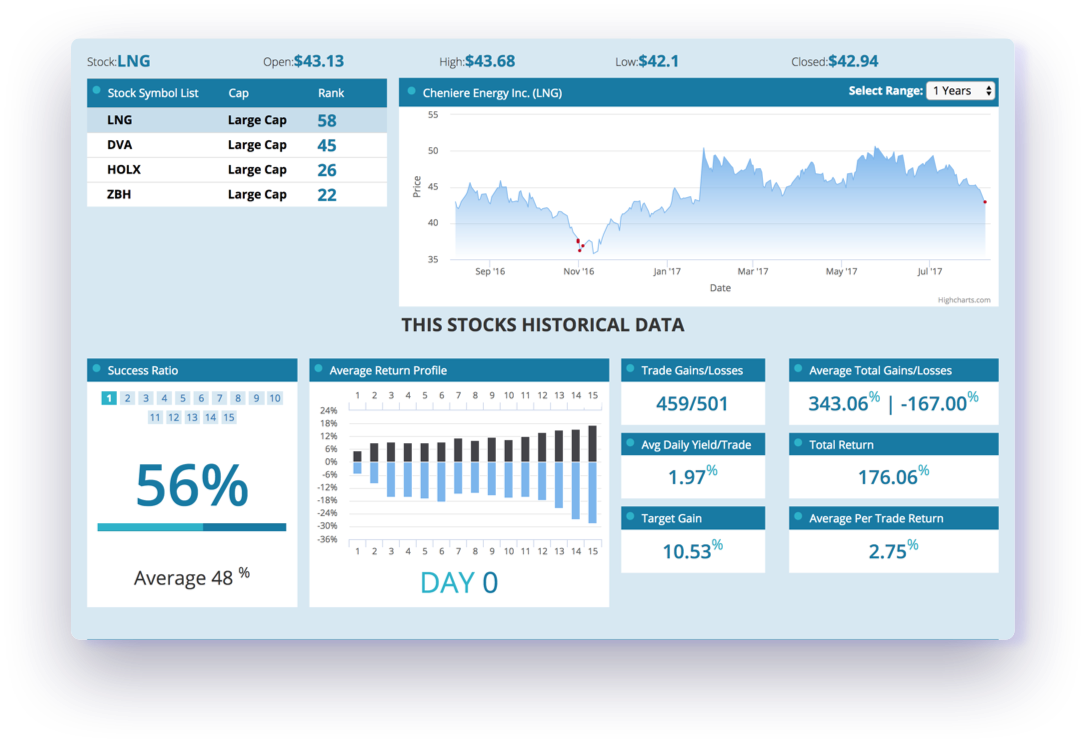 Stock:LNG Open:$43.13 High:$43.68 Low:$42.1 Closed:$42.94
Stock Symbol List Cap Rank
LNG Large Cap 58
DVA Large Cap 45
HOLX Large Cap 26
ZBH Large Cap 22
Cheniere Energy Inc. (LNG) Select Range: 1 Years
55
50
45
40
35
Price
Sep '16 Nov '16 Jan '17 Mar '17 May '17 Jul '17
Date
Highcharts.com
THIS STOCKS HISTORICAL DATA
Success Ratio
1 2 3 4 5 6 7 8 9 10
11 12 13 14 15
56%
Average 48 %
Average Return Profile
1 2 3 4 5 6 7 8 9 10 11 12 13 14 15
24%
18%
12%
6%
0%
-6%
-12%
-18%
-24%
-30%
-36%
1 2 3 4 5 6 7 8 9 10 11 12 13 14 15
DAY 0
Trade Gains/Losses
459/501
Average Total Gains/Losses
343.06% | -167.00%
Avg Daily Yield/Trade
1.97%
Total Return
176.06%
Target Gain
10.53%
Average Per Trade Return
2.75%